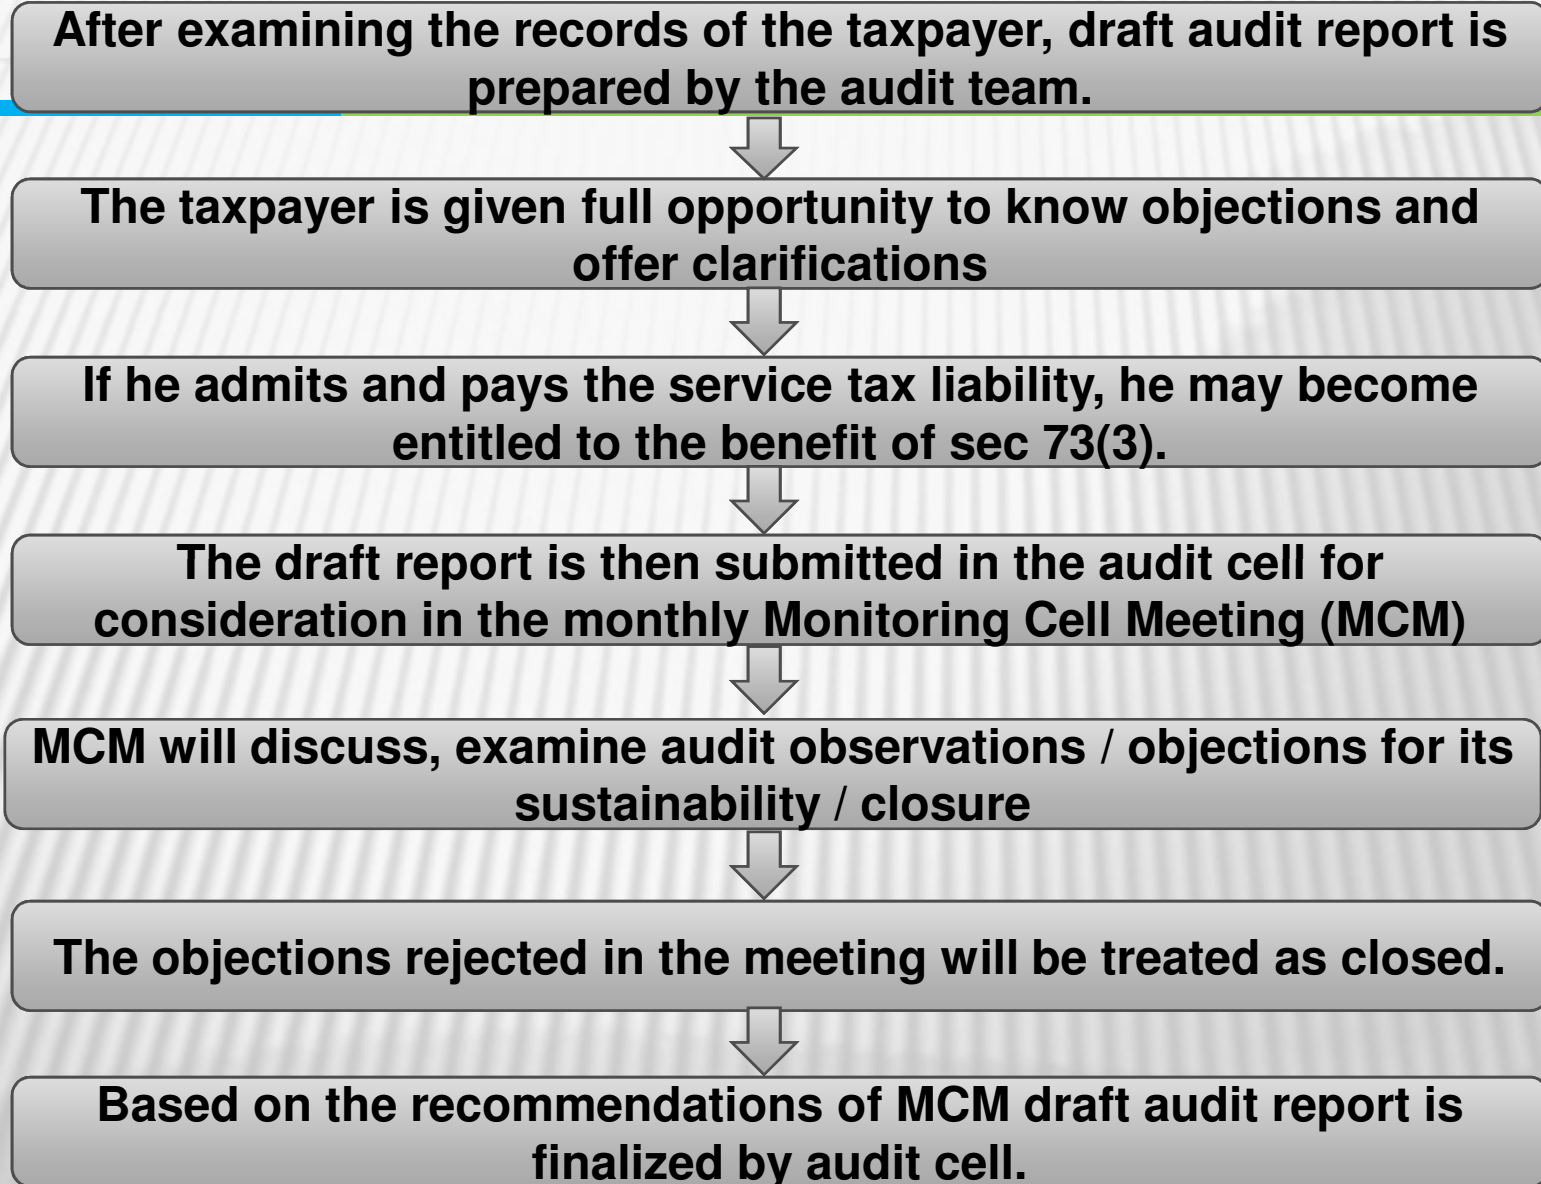 After examining the records of the taxpayer, draft audit report is
prepared by the audit team.
The taxpayer is given full opportunity to know objections and
offer clarifications
If he admits and pays the service tax liability, he may become
entitled to the benefit of sec 73(3).
The draft report is then submitted in the audit cell for
consideration in the monthly Monitoring Cell Meeting (MCM)
MCM will discuss, examine audit observations / objections for its
sustainability / closure
The objections rejected in the meeting will be treated as closed.
Based on the recommendations of MCM draft audit report is
finalized by audit cell.